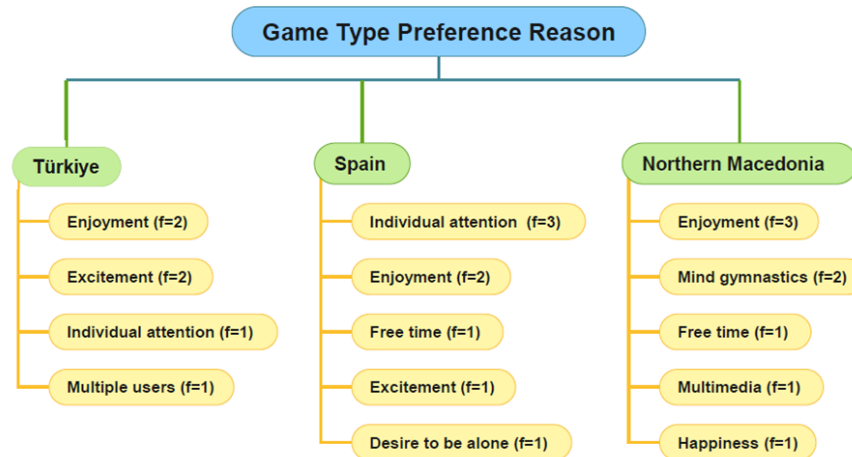 Game Type Preference Reason
Türkiye
Enjoyment (f=2)
Excitement (f=2)
Individual attention (f=1)
Multiple users (f=1)
Spain
Individual attention (f=3)
Enjoyment (f=2)
Free time (f=1)
Excitement (f=1)
Desire to be alone (f=1)
Northern Macedonia
Enjoyment (f=3)
Mind gymnastics (f=2)
Free time (f=1)
Multimedia (f=1)
Happiness (f=1)